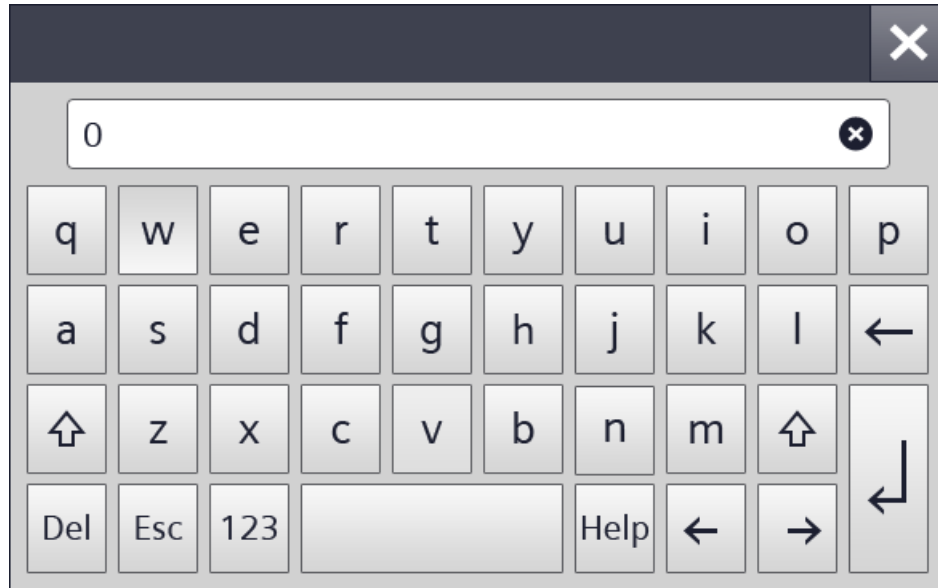 0
q w e r t y u i o p
a s d f g h j k l
z x c v b n m
Del Esc 123 Help